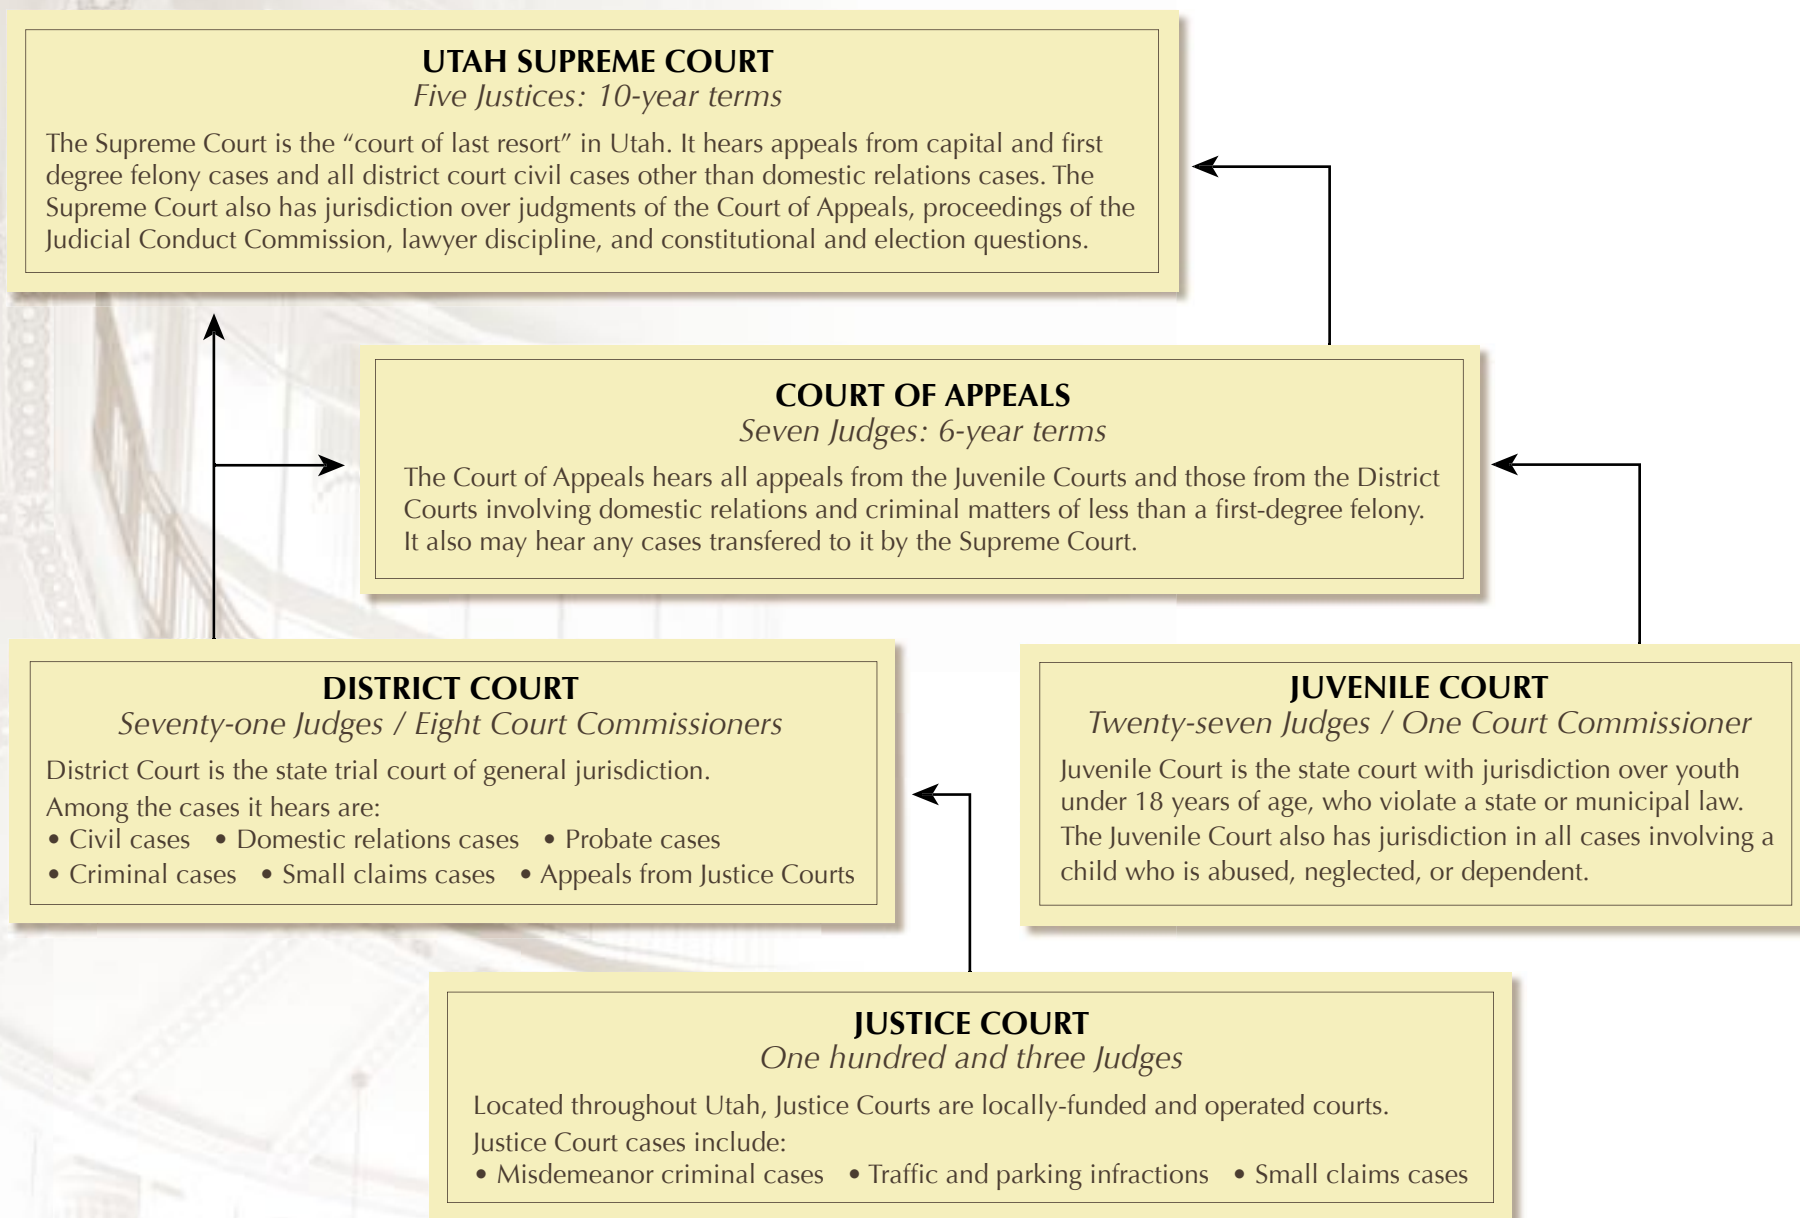 UTAH SUPREME COURT
Five Justices: 10-year terms
The Supreme Court is the “court of last resort” in Utah. It hears appeals from capital and first
degree felony cases and all district court civil cases other than domestic relations cases. The
Supreme Court also has jurisdiction over judgments of the Court of Appeals, proceedings of the
Judicial Conduct Commission, lawyer discipline, and constitutional and election questions.
COURT OF APPEALS
Seven Judges: 6-year terms
The Court of Appeals hears all appeals from the Juvenile Courts and those from the District
Courts involving domestic relations and criminal matters of less than a first-degree felony.
It also may hear any cases transfered to it by the Supreme Court.
DISTRICT COURT
Seventy-one Judges / Eight Court Commissioners
District Court is the state trial court of general jurisdiction.
Among the cases it hears are:
• Civil cases • Domestic relations cases • Probate cases
• Criminal cases • Small claims cases • Appeals from Justice Courts
JUVENILE COURT
Twenty-seven Judges / One Court Commissioner
Juvenile Court is the state court with jurisdiction over youth
under 18 years of age, who violate a state or municipal law.
The Juvenile Court also has jurisdiction in all cases involving a
child who is abused, neglected, or dependent.
JUSTICE COURT
One hundred and three Judges
Located throughout Utah, Justice Courts are locally-funded and operated courts.
Justice Court cases include:
• Misdemeanor criminal cases • Traffic and parking infractions • Small claims cases